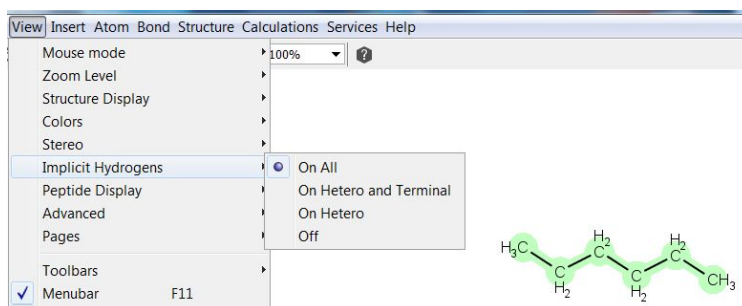 View Insert Atom Bond Structure Calculations Services Help
Mouse mode
100%
Zoom Level
Structure Display
Colors
Stereo
Implicit Hydrogens
On All
Peptide Display
On Hetero and Terminal
Advanced
On Hetero
Pages
Off
Toolbars
Menubar F11
H₃C C H₂ C H₂ C H₂ C H₂ CH₃